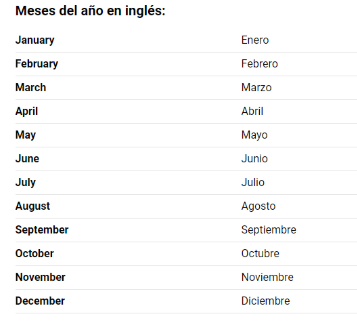 Meses del año en inglés:
January Enero
February Febrero
March Marzo
April Abril
May Mayo
June Junio
July Julio
August Agosto
September Septiembre
October Octubre
November Noviembre
December Diciembre